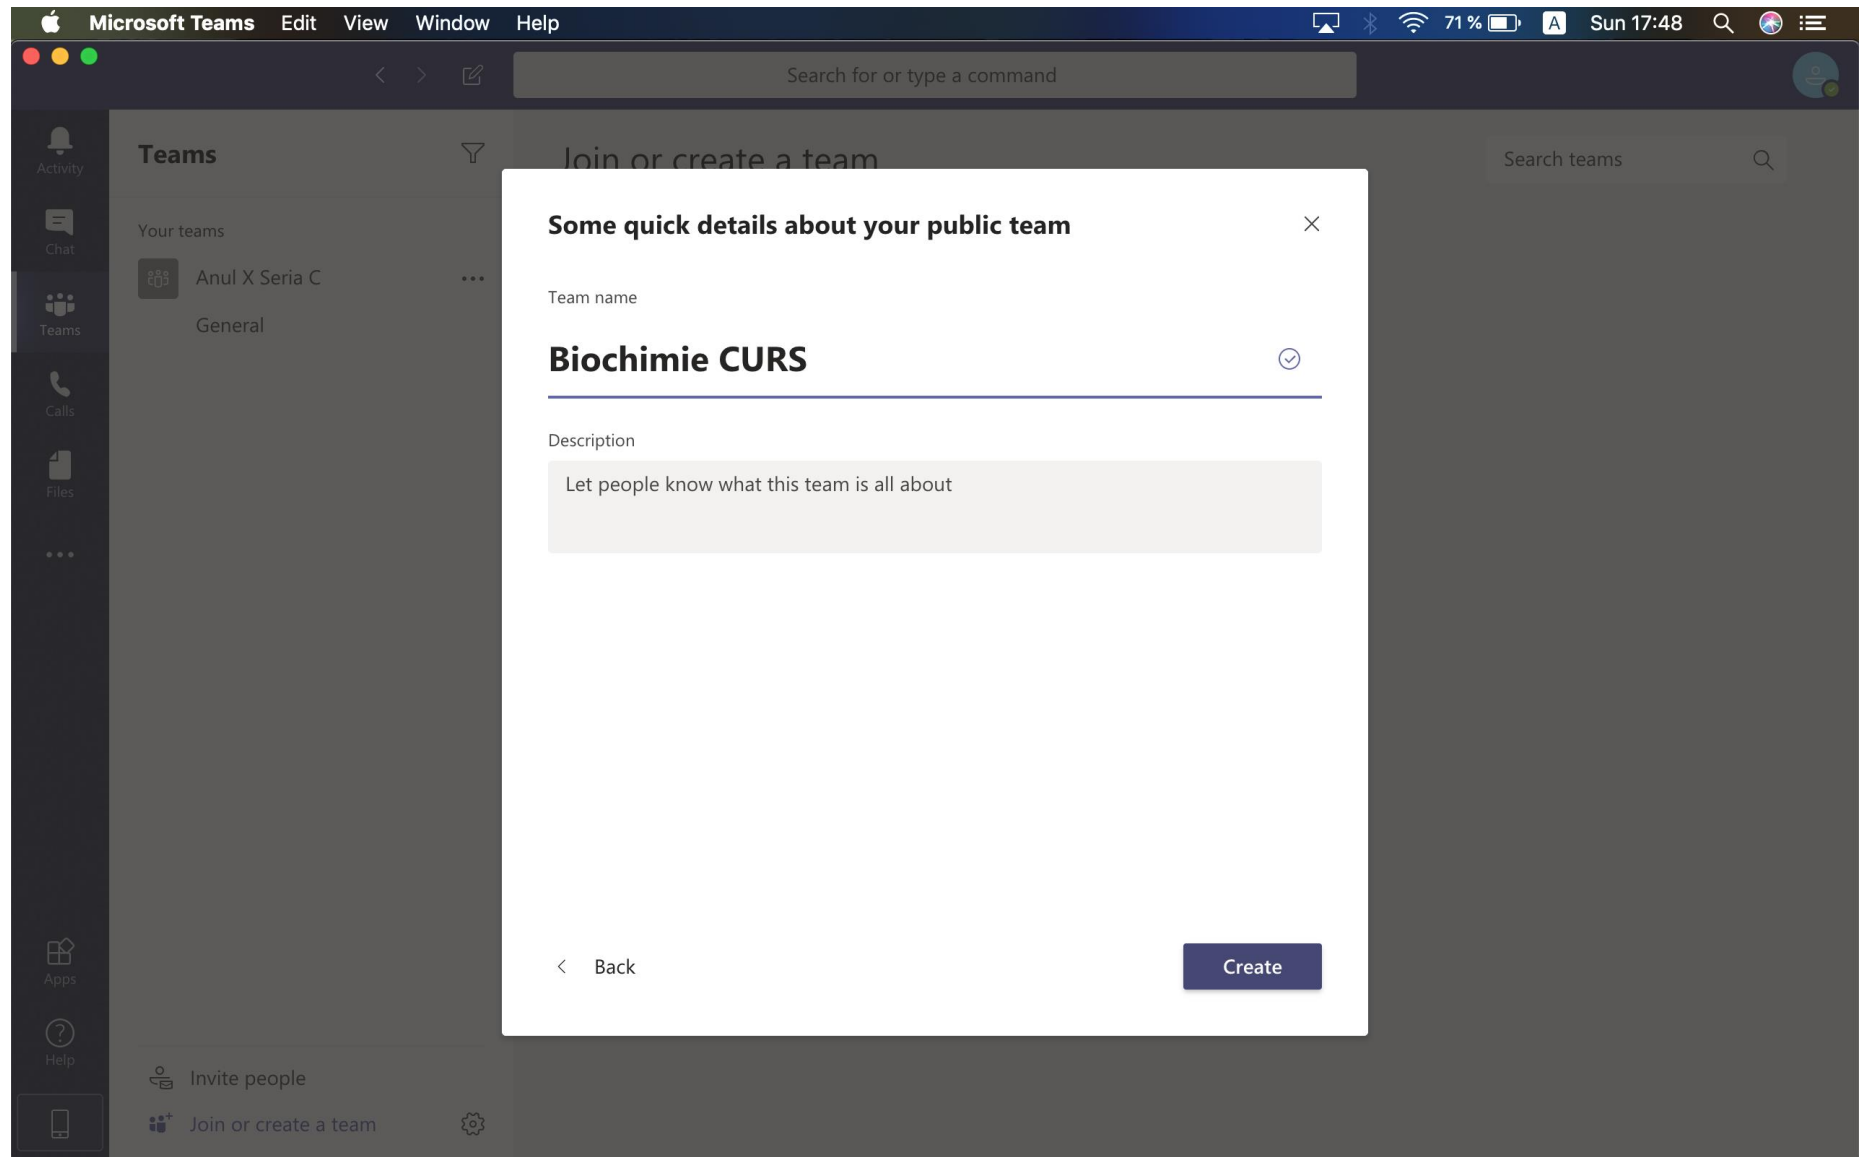 Microsoft Teams Edit View Window Help 71% A Sun 17:48
Search for or type a command
Activity
Chat
Teams
Calls
Files
Apps
Help
Teams
Your teams
Anul X Seria C
General
Invite people
Join or create a team
Join or create a team
Search teams
Some quick details about your public team
Team name
Biochimie CURS
Description
Let people know what this team is all about
Back
Create